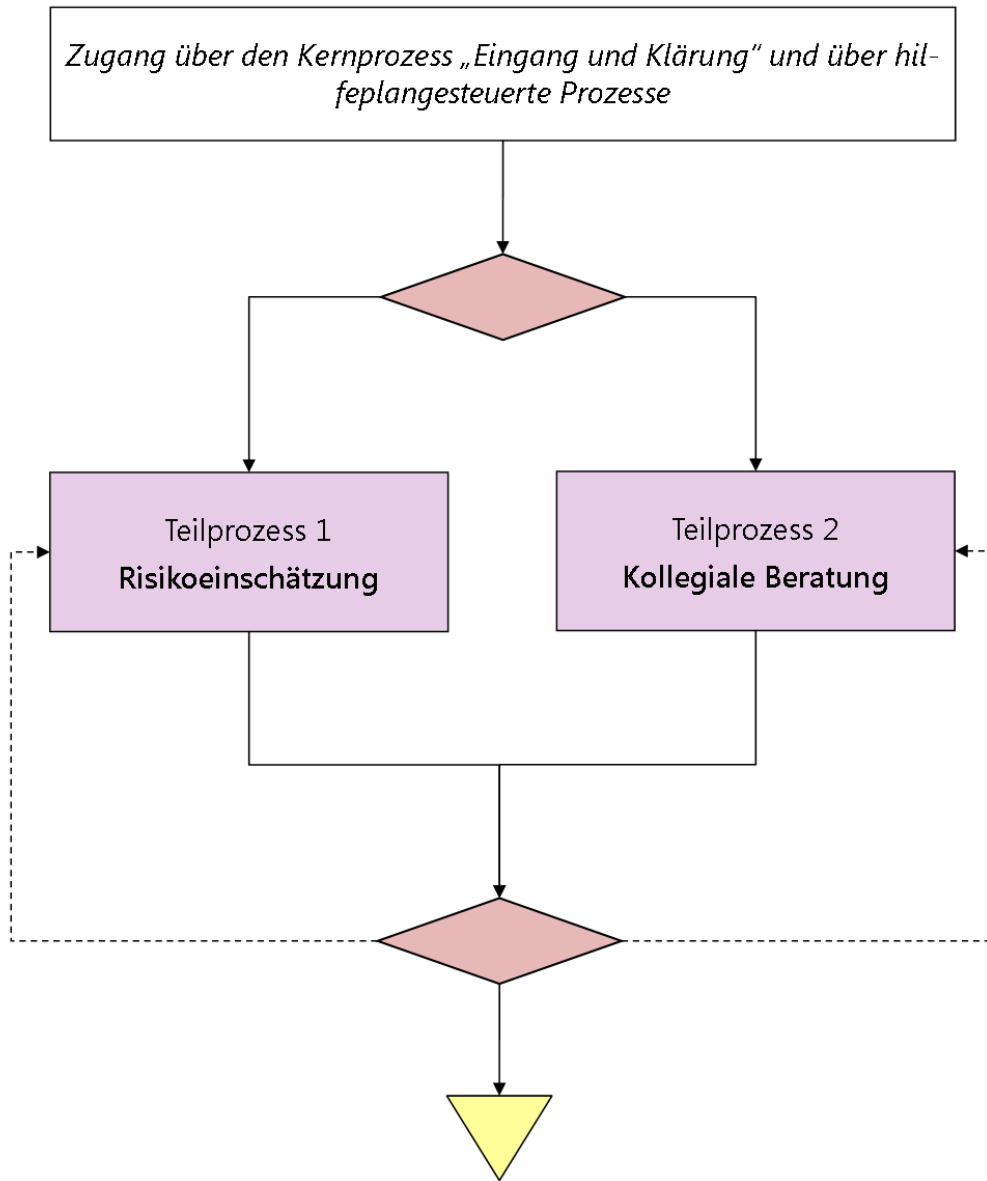 Zugang über den Kernprozess „Eingang und Klärung“ und über hil-
feplangesteuerte Prozesse
Teilprozess 1
Risikoeinschätzung
Teilprozess 2
Kollegiale Beratung